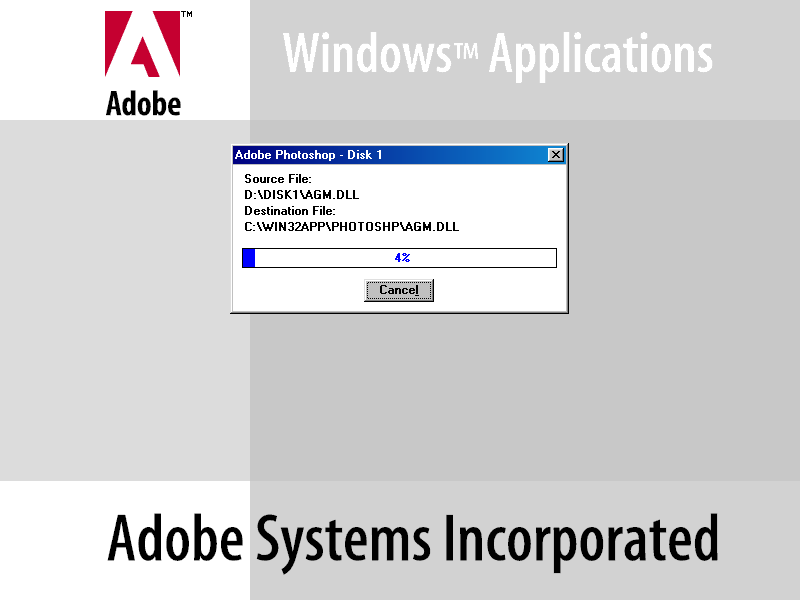 ™
Adobe
Windows™ Applications
Adobe Photoshop - Disk 1
Source File:
D:\DISK1\AGM.DLL
Destination File:
C:\WIN32APP\PHOTOSHP\AGM.DLL
4%
Cancel
Adobe Systems Incorporated